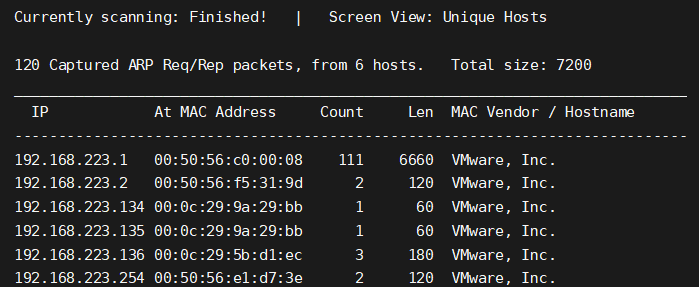 Currently scanning: Finished!   |   Screen View: Unique Hosts
120 Captured ARP Req/Rep packets, from 6 hosts.   Total size: 7200
IP            At MAC Address     Count     Len  MAC Vendor / Hostname
192.168.223.1   00:50:56:c0:00:08    111    6660  VMware, Inc.
192.168.223.2   00:50:56:f5:31:9d      2     120  VMware, Inc.
192.168.223.134 00:0c:29:9a:29:bb      1      60  VMware, Inc.
192.168.223.135 00:0c:29:9a:29:bb      1      60  VMware, Inc.
192.168.223.136 00:0c:29:5b:d1:ec      3     180  VMware, Inc.
192.168.223.254 00:50:56:e1:d7:3e      2     120  VMware, Inc.